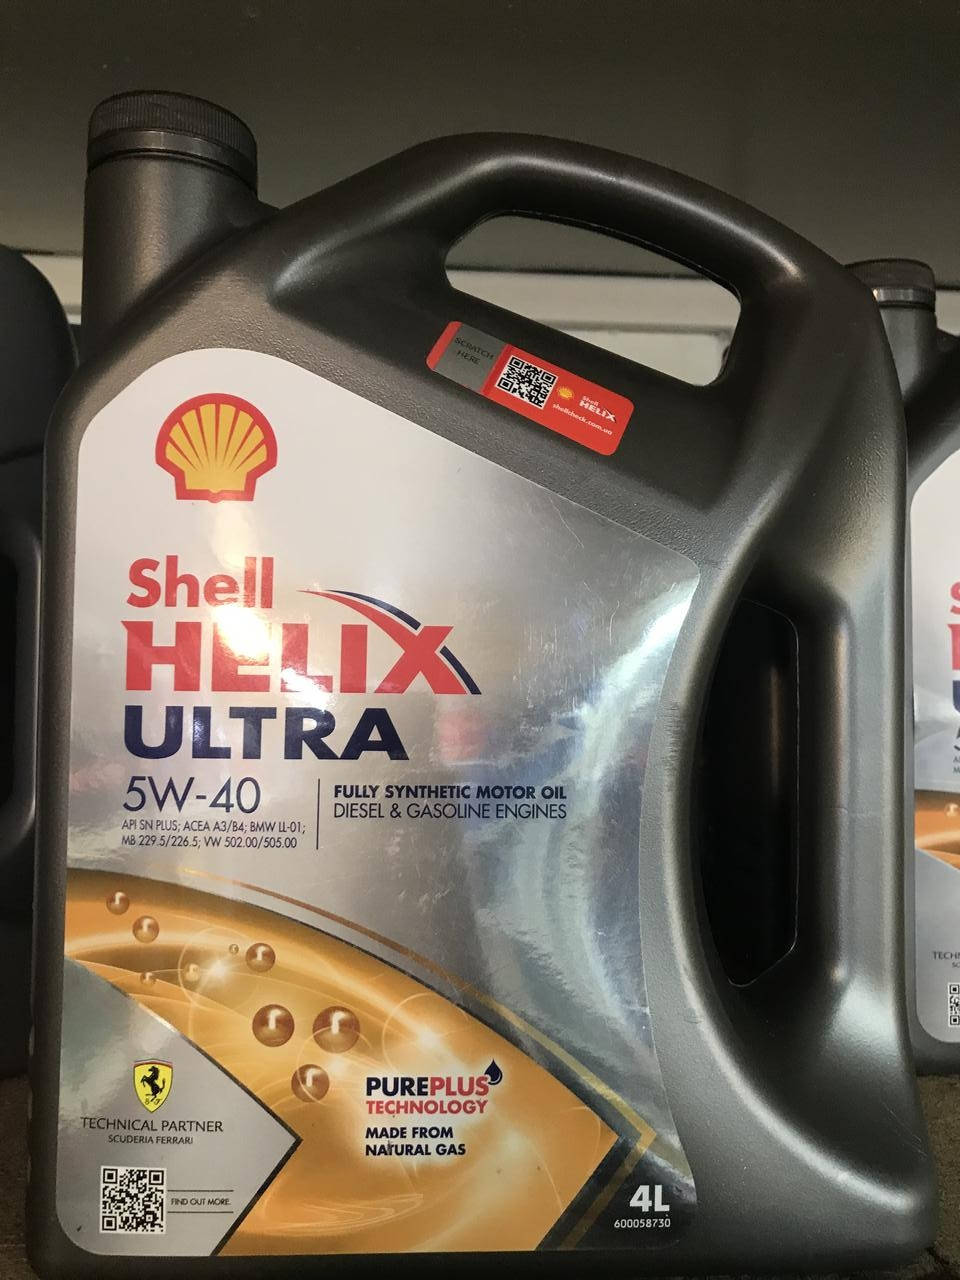 SCRATCH
HERE
Shell
HELIX
shellcheck.com.ua
Shell
HELIX
ULTRA
5W-40
API SN PLUS; ACEA A3/B4; BMW LL-01;
MB 229.5/226.5; VW 502.00/505.00
FULLY SYNTHETIC MOTOR OIL
DIESEL & GASOLINE ENGINES
TECHNICAL PARTNER
SCUDERIA FERRARI
FIND OUT MORE.
PUREPLUS
TECHNOLOGY
MADE FROM
NATURAL GAS
4L
600058730